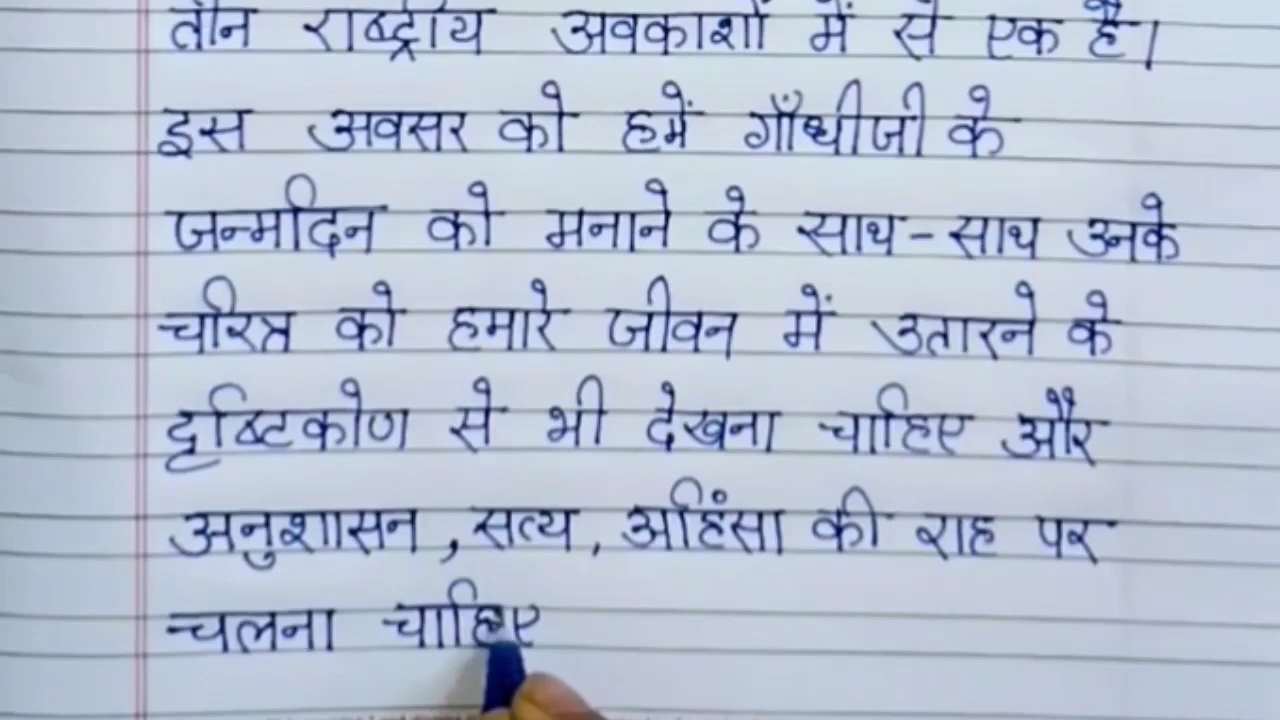 तीन राष्ट्रीय अवकाशों में से एक है।
इस अवसर को हमें गाँधीजी के
जन्मदिन को मनाने के साथ-साथ उनके
चरित्र को हमारे जीवन में उतारने के
दृष्टिकोण से भी देखना चाहिए और
अनुशासन, सत्य, अहिंसा की राह पर
चलना चाहिए